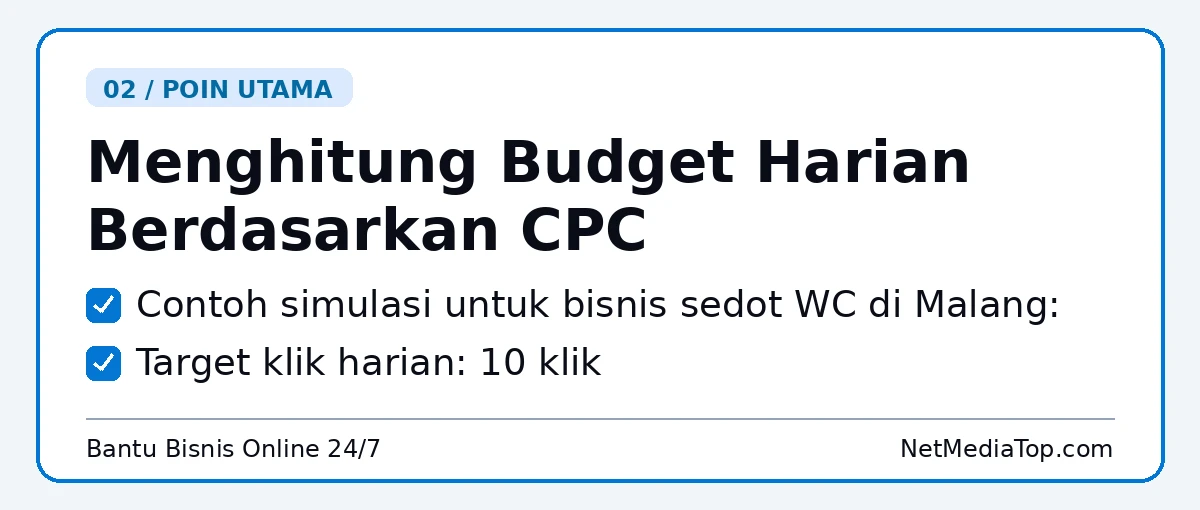 02 / POIN UTAMA
Menghitung Budget Harian
Berdasarkan CPC
Contoh simulasi untuk bisnis sedot WC di Malang:
Target klik harian: 10 klik
Bantu Bisnis Online 24/7
NetMediaTop.com